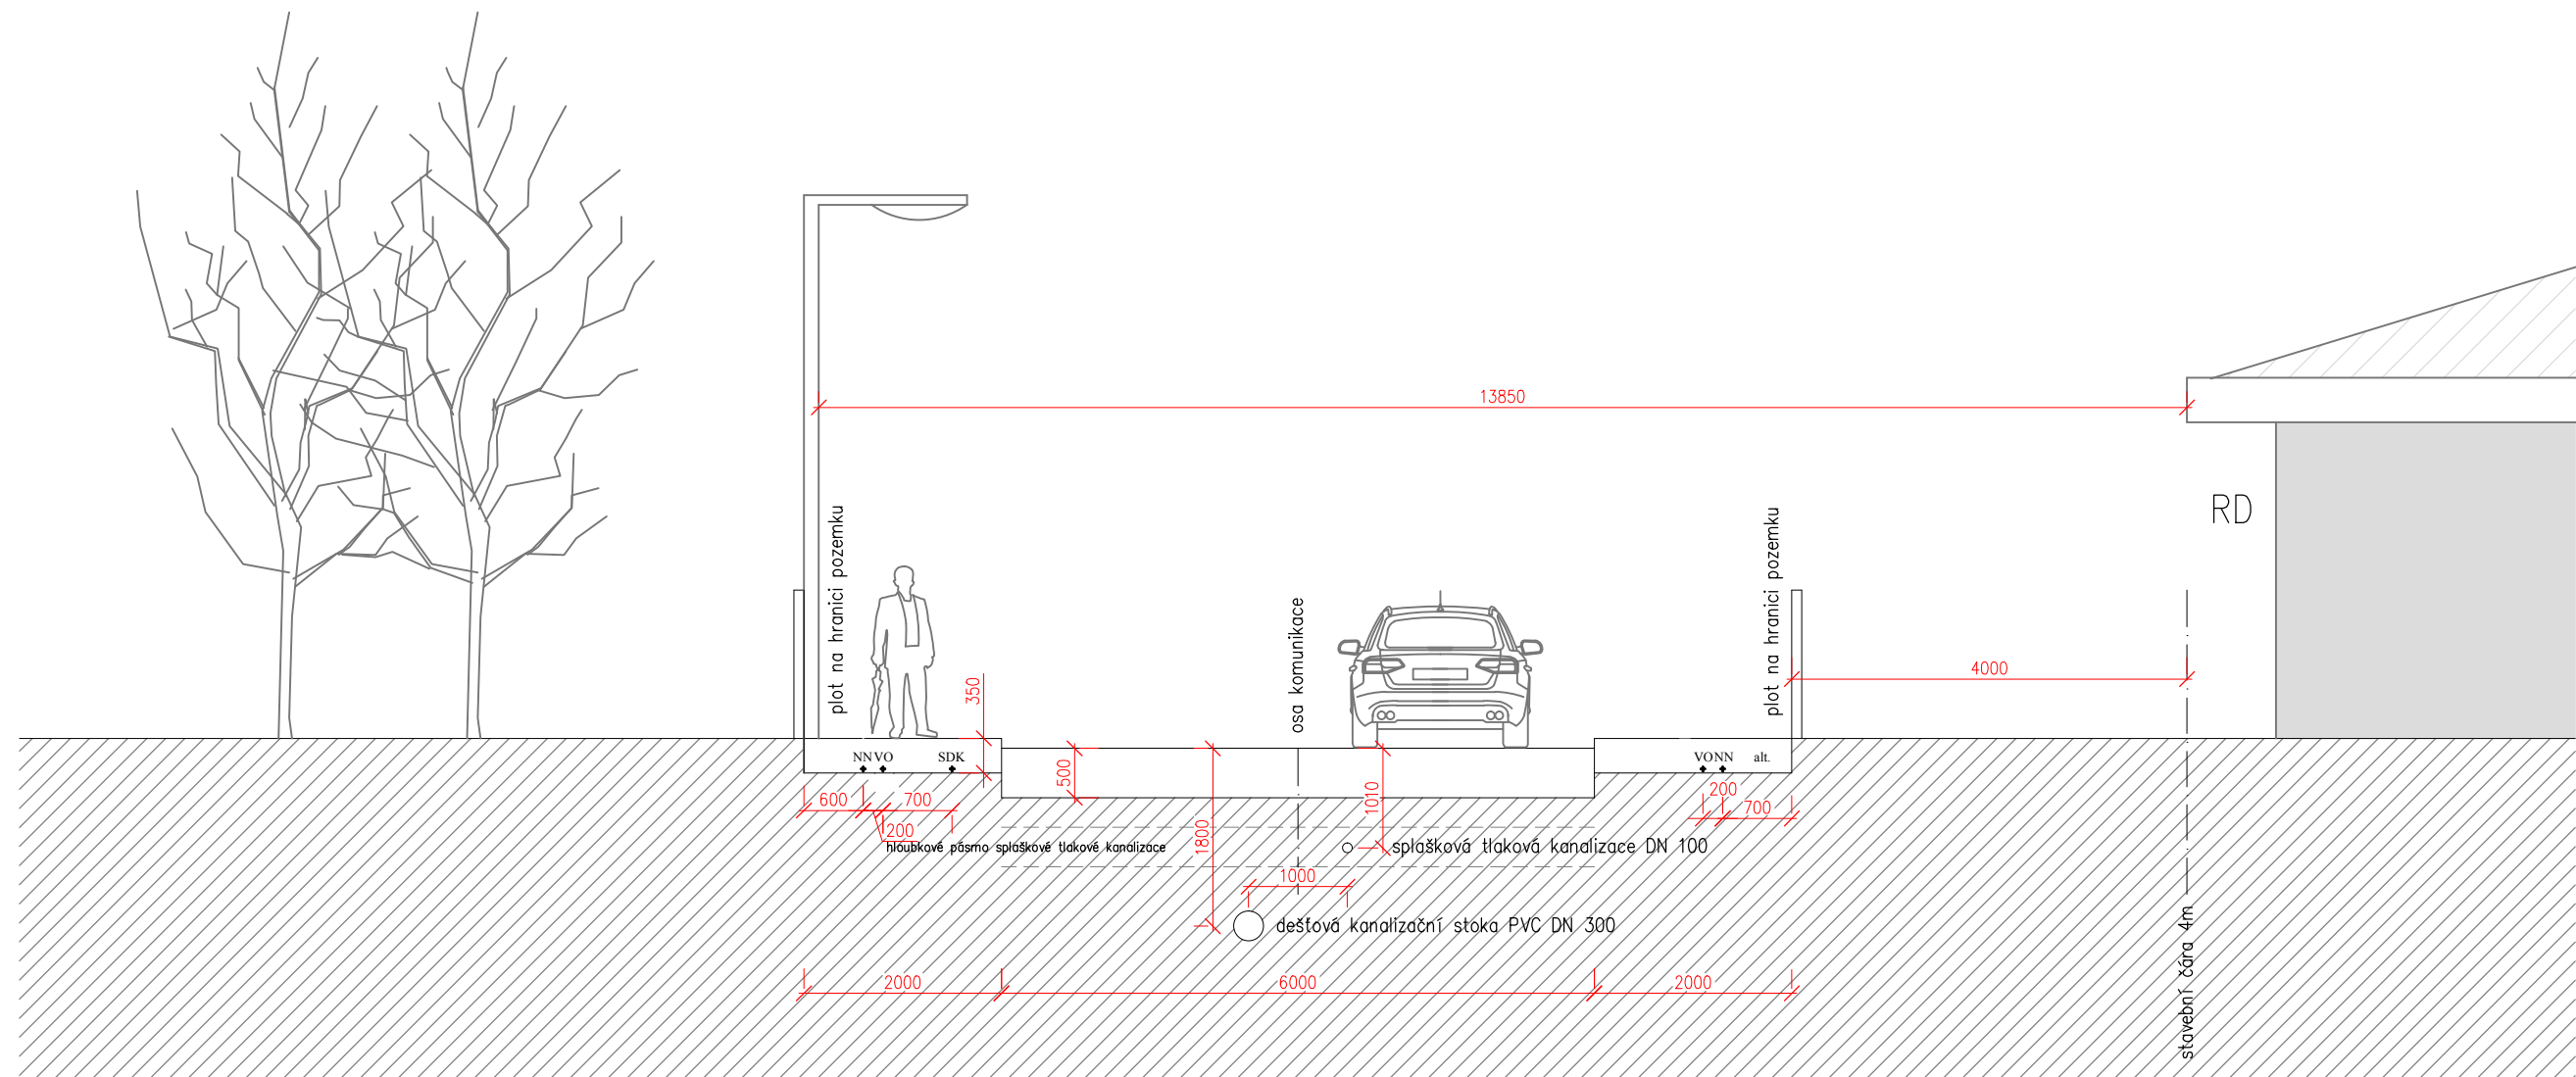 13850
RD
plot na hranici pozemku
osa komunikace
plot na hranici pozemku
4000
350
NN VO SDK
VO NN alt.
500
1010
600
700
200
200
700
1800
hloubkové pásmo splaškové tlakové kanalizace
splašková tlaková kanalizace DN 100
1000
dešťová kanalizační stoka PVC DN 300
2000
6000
2000
stavební čára 4m